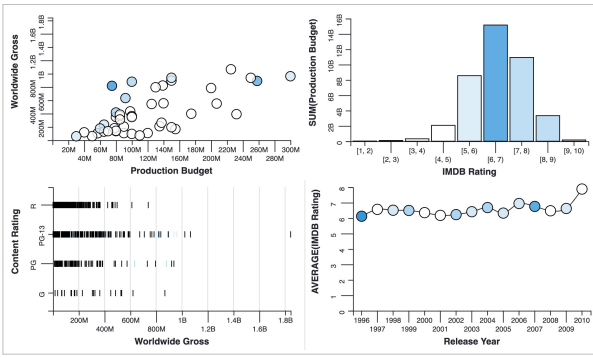 Worldwide Gross
1.8B
1.6B
1.4B
1.2B
1B
800M
600M
400M
200M
20M 60M 100M 140M 180M 220M 260M 300M
40M 80M 120M 160M 200M 240M 280M
Production Budget
SUM(Production Budget)
16B
14B
12B
10B
8B
6B
4B
2B
[1, 2) [3, 4) [5, 6) [7, 8) [9, 10)
[2, 3) [4, 5) [6, 7) [8, 9)
IMDB Rating
Content Rating
R
PG-13
PG
G
200M 600M 1B 1.4B 1.8B
400M 800M 1.2B 1.6B
Worldwide Gross
AVERAGE(IMDB Rating)
8
7
6
5
4
3
2
1
0
1996 1998 2000 2002 2004 2006 2008 2010
1997 1999 2001 2003 2005 2007 2009
Release Year